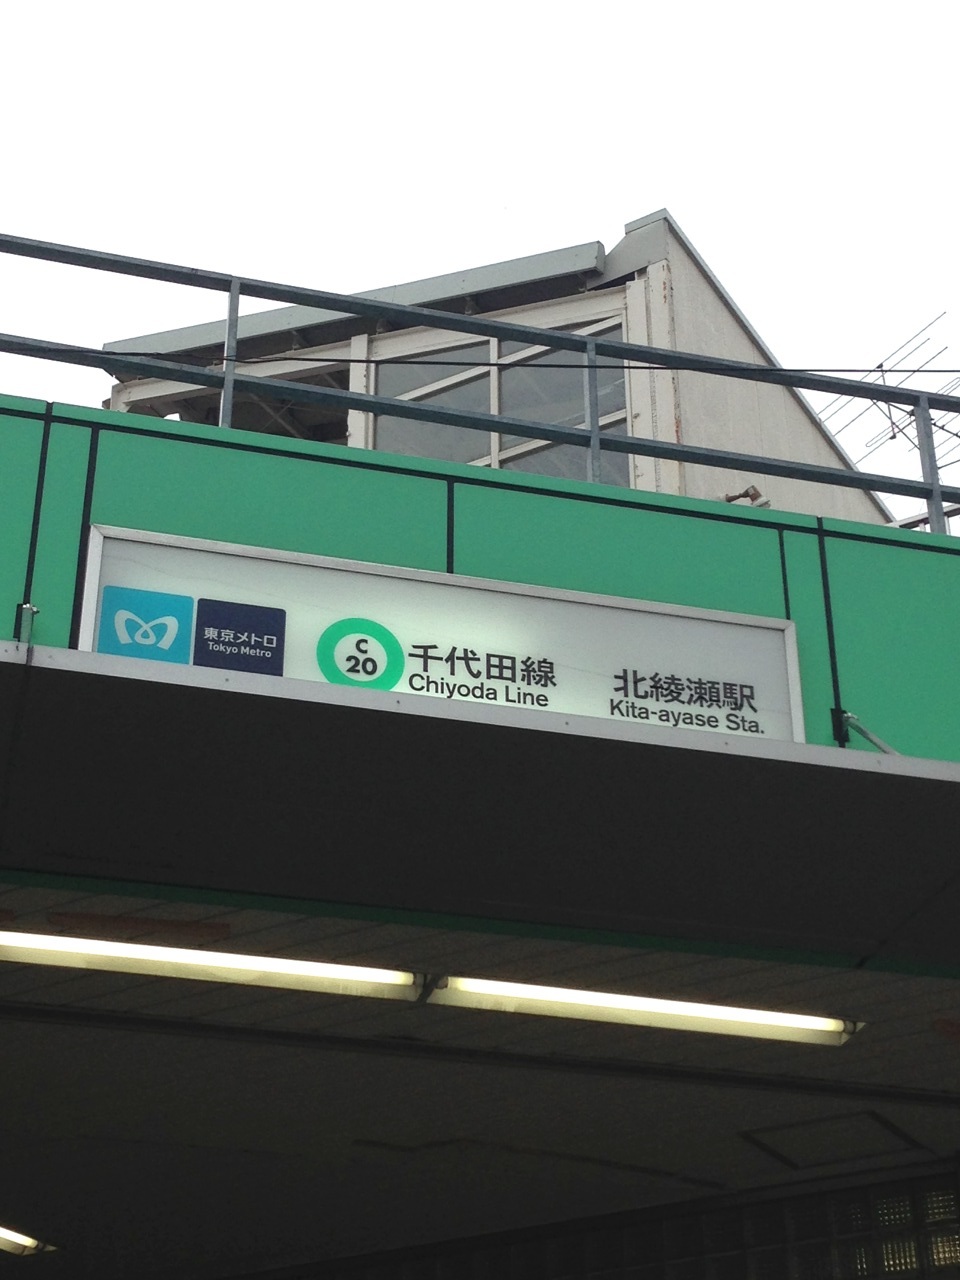 東京メトロ
Tokyo Metro
C
20
千代田線
Chiyoda Line
北綾瀬駅
Kita-ayase Sta.